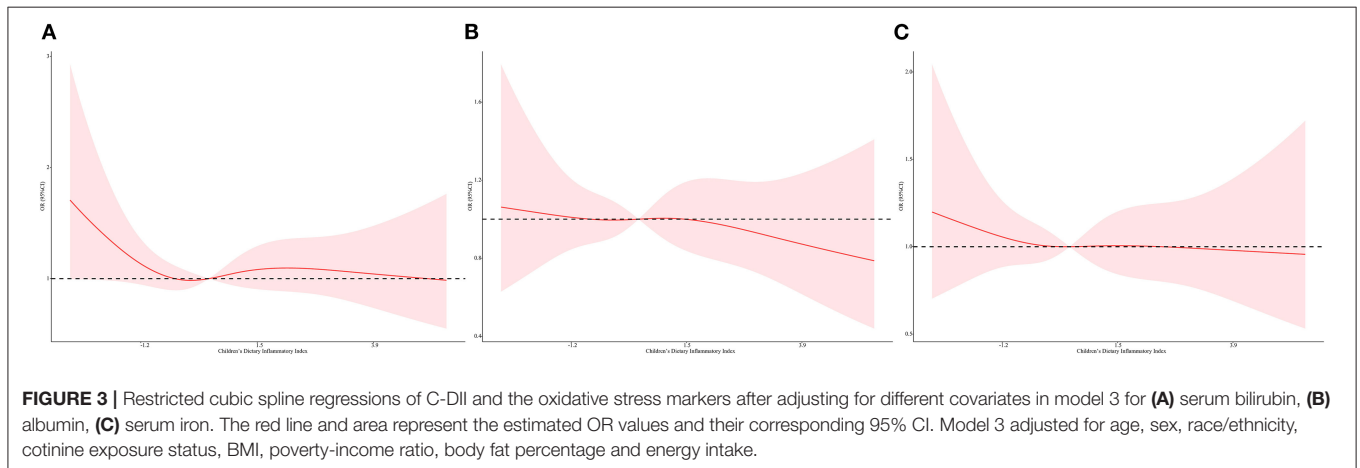 A
B
C
3
2
1
OR (95%CI)
-1.2
1.5
3.9
Children's Dietary Inflammatory Index
1.6
1.2
0.8
0.4
OR (95%CI)
-1.2
1.5
3.9
Children's Dietary Inflammatory Index
2.0
1.5
1.0
0.5
OR (95%CI)
-1.2
1.5
3.9
Children's Dietary Inflammatory Index
FIGURE 3 | Restricted cubic spline regressions of C-DII and the oxidative stress markers after adjusting for different covariates in model 3 for (A) serum bilirubin, (B)
albumin, (C) serum iron. The red line and area represent the estimated OR values and their corresponding 95% CI. Model 3 adjusted for age, sex, race/ethnicity,
cotinine exposure status, BMI, poverty-income ratio, body fat percentage and energy intake.